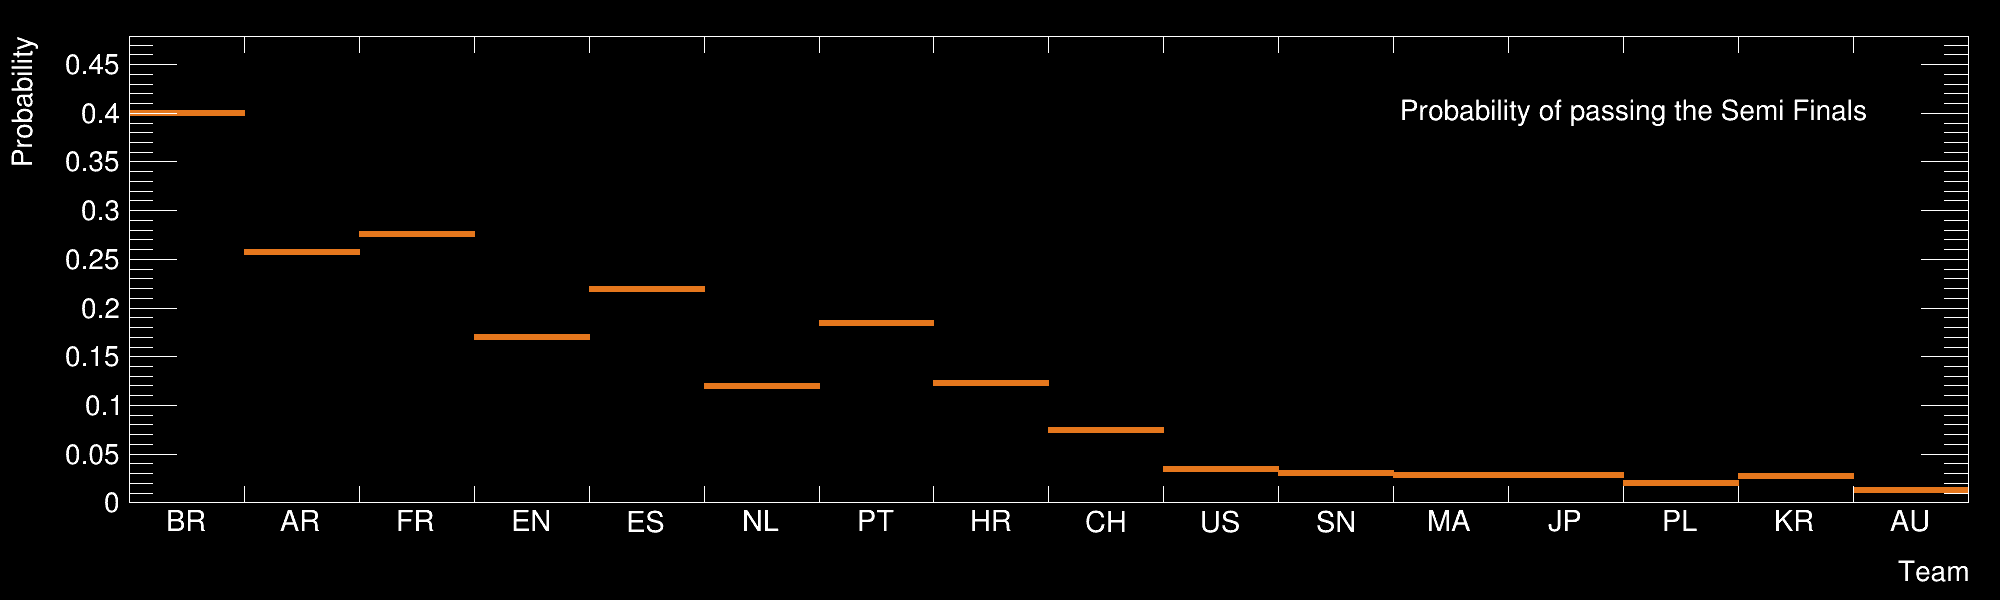 Probability
0.45
0.4
0.35
0.3
0.25
0.2
0.15
0.1
0.05
0
Probability of passing the Semi Finals
BR AR FR EN ES NL PT HR CH US SN MA JP PL KR AU
Team